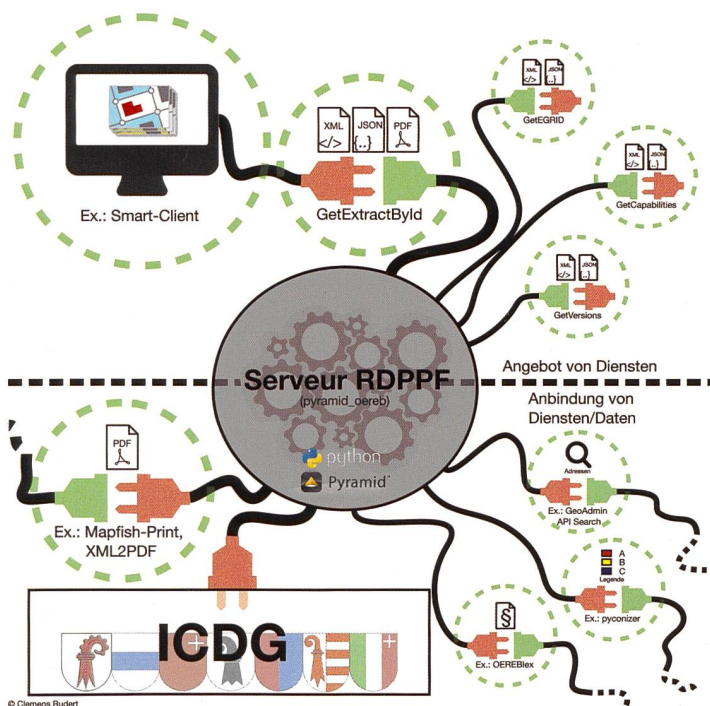 XML
</>
JSON
{..}
PDF
Ex.: Smart-Client
GetExtractById
XML
</>
JSON
{..}
GetEGRID
XML
</>
JSON
{..}
GetCapabilities
XML
</>
JSON
{..}
GetVersions
Angebot von Diensten
Serveur RDPPF
(pyramid_oereb)
python
Pyramid™
Anbindung von
Diensten/Daten
PDF
Ex.: Mapfish-Print,
XML2PDF
Adressen
Ex.: GeoAdmin
API Search
A
B
C
Legende
Ex.: pyconizer
§
Ex.: OEREBlex
ICDG
© Clemens Rudert